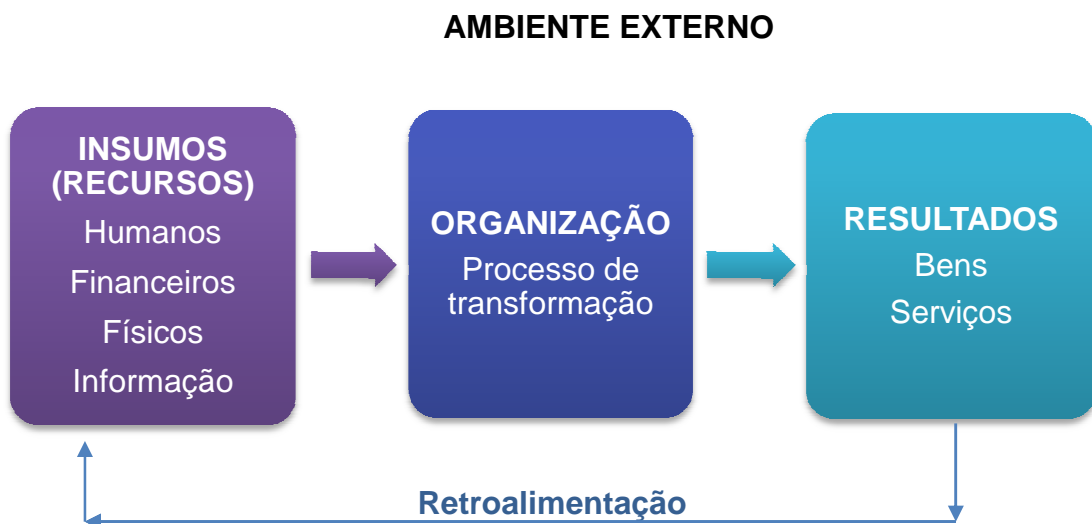 AMBIENTE EXTERNO
INSUMOS
(RECURSOS)
Humanos
Financeiros
Físicos
Informação
ORGANIZAÇÃO
Processo de
transformação
RESULTADOS
Bens
Serviços
Retroalimentação